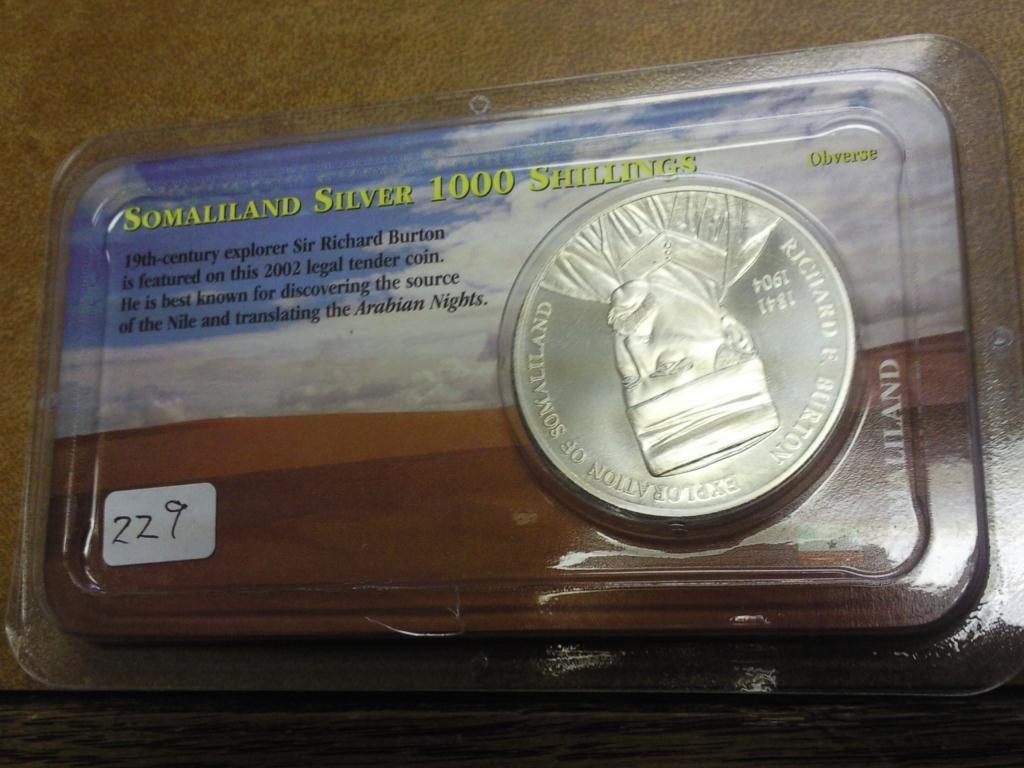 SOMALILAND SILVER 1000 SHILLINGS
Obverse
19th-century explorer Sir Richard Burton
is featured on this 2002 legal tender coin.
He is best known for discovering the source
of the Nile and translating the Arabian Nights.
RICHARD F. BURTON
1841
1904
EXPLORATION OF SOMALILAND
ILAND
229